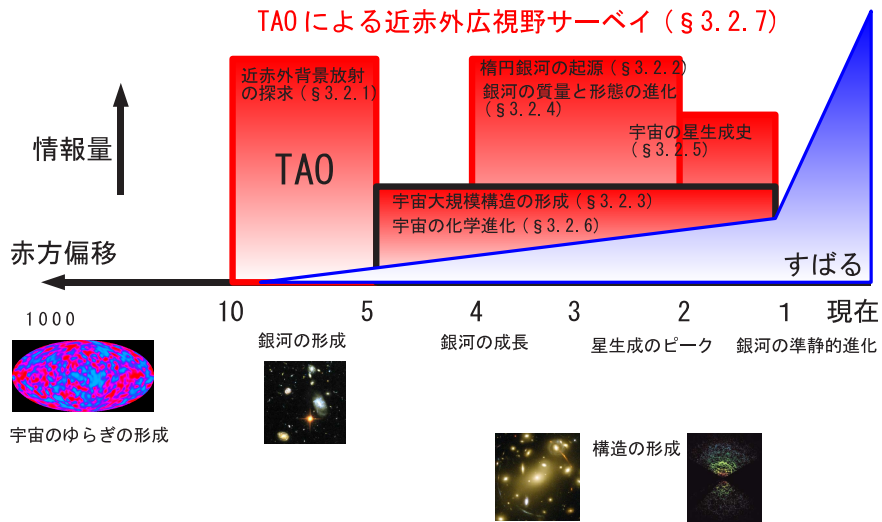 TAOによる近赤外広視野サーベイ(§3.2.7)
近赤外背景放射
の探求(§3.2.1)
楕円銀河の起源(§3.2.2)
銀河の質量と形態の進化
(§3.2.4)
宇宙の星生成史
(§3.2.5)
情報量
TAO
宇宙大規模構造の形成(§3.2.3)
宇宙の化学進化(§3.2.6)
赤方偏移
すばる
10 5 4 3 2 1 現在
1000
銀河の形成 銀河の成長 星生成のピーク 銀河の準静的進化
宇宙のゆらぎの形成
構造の形成